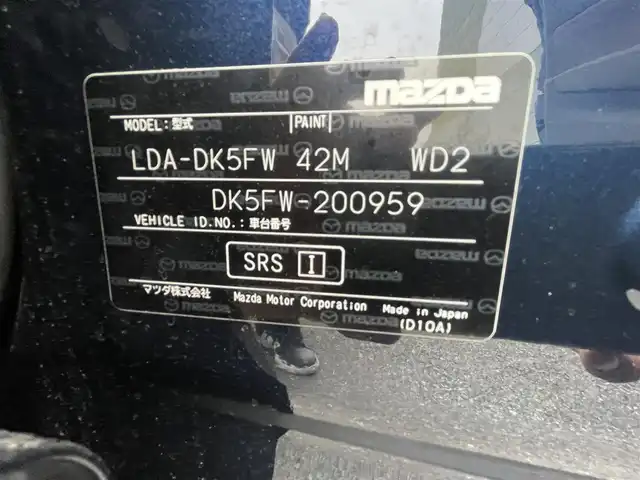 mazda
MODEL:型式 PAINT
LDA-DK5FW 42M WD2
DK5FW-200959
VEHICLE ID.NO.:車台番号
SRS I
マツダ株式会社 Mazda Motor Corporation Made in Japan
(D10A)